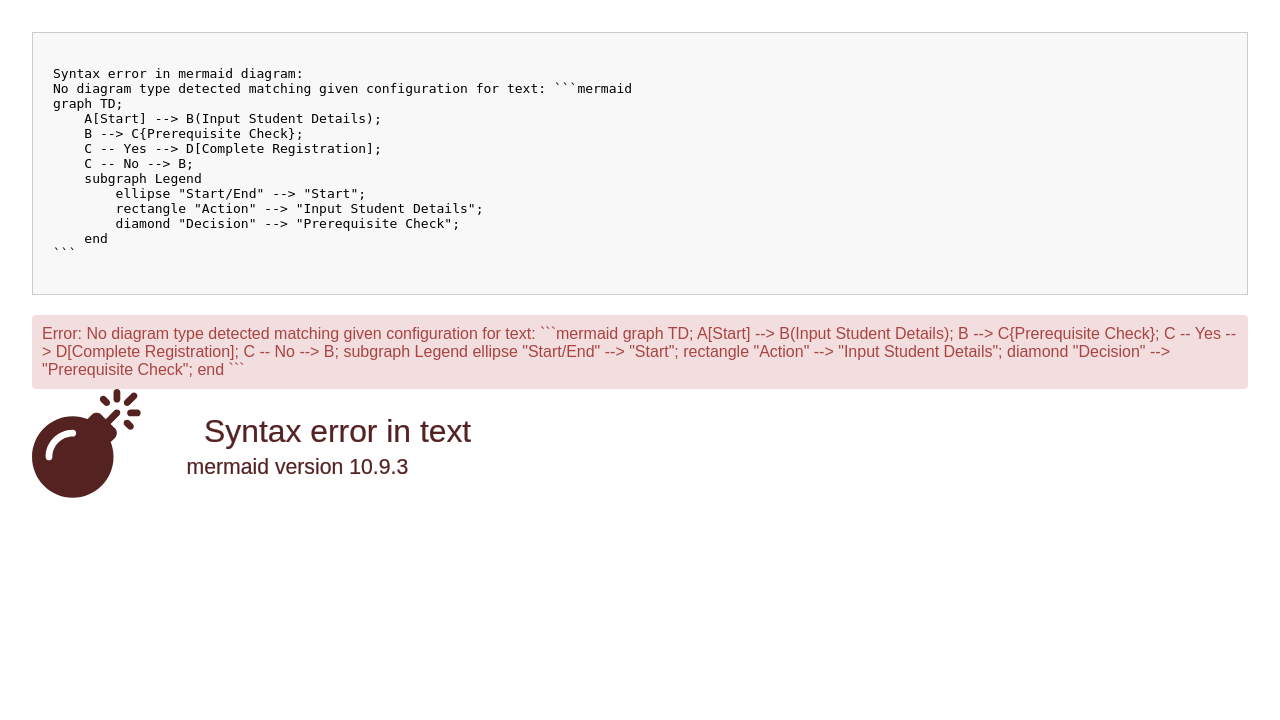 Syntax error in mermaid diagram:
No diagram type detected matching given configuration for text: ```mermaid
graph TD;
    A[Start] --> B(Input Student Details);
    B --> C{Prerequisite Check};
    C -- Yes --> D[Complete Registration];
    C -- No --> B;
    subgraph Legend
        ellipse "Start/End" --> "Start";
        rectangle "Action" --> "Input Student Details";
        diamond "Decision" --> "Prerequisite Check";
    end
```
Error: No diagram type detected matching given configuration for text: ```mermaid graph TD; A[Start] --> B(Input Student Details); B --> C{Prerequisite Check}; C -- Yes --
> D[Complete Registration]; C -- No --> B; subgraph Legend ellipse "Start/End" --> "Start"; rectangle "Action" --> "Input Student Details"; diamond "Decision" -->
"Prerequisite Check"; end ```
Syntax error in text
mermaid version 10.9.3